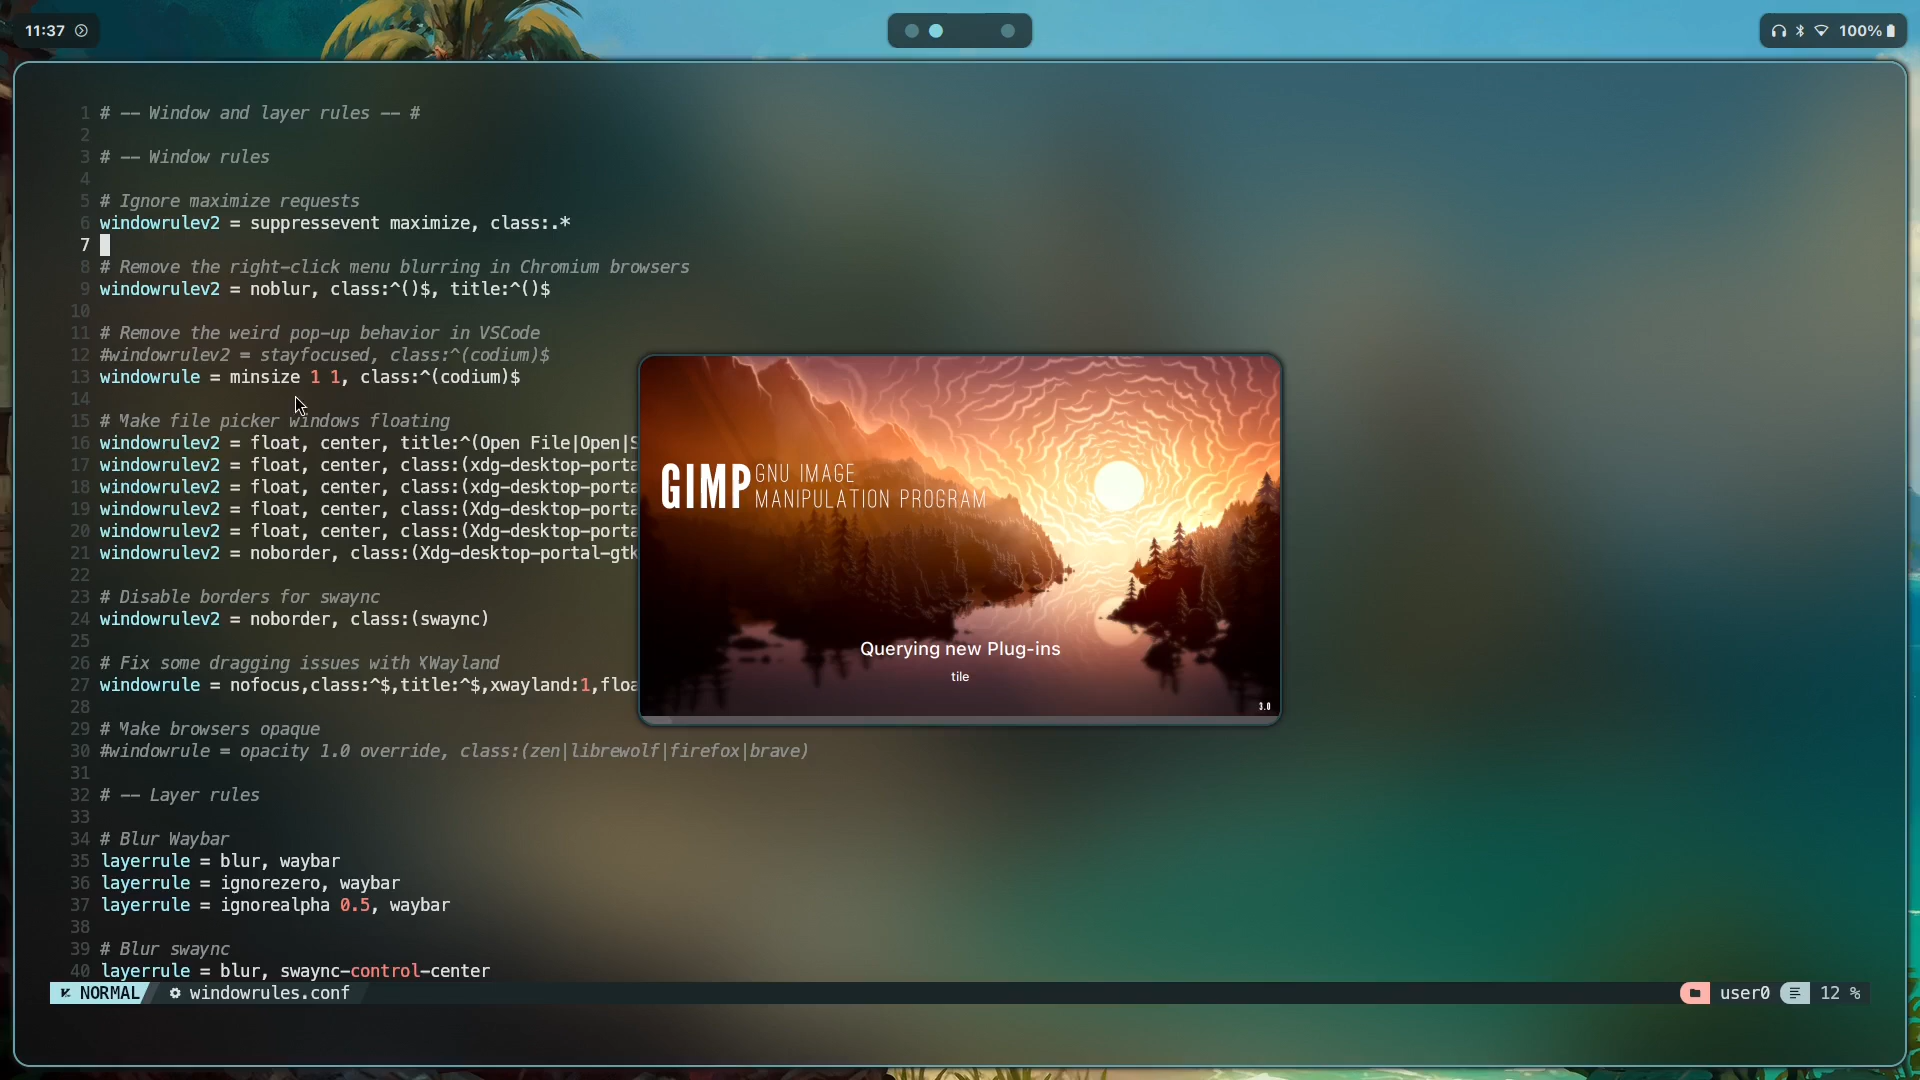 11:37
100%
1 # -- Window and layer rules -- #
2
3 # -- Window rules
4
5 # Ignore maximize requests
6 windowrulev2 = suppressevent maximize, class:.*
7
8 # Remove the right-click menu blurring in Chromium browsers
9 windowrulev2 = noblur, class:^()$, title:^()$
10
11 # Remove the weird pop-up behavior in VSCode
12 #windowrulev2 = stayfocused, class:^(codium)$
13 windowrule = minsize 1 1, class:^(codium)$
14
15 # Make file picker windows floating
16 windowrulev2 = float, center, title:^(Open File|Open|S
17 windowrulev2 = float, center, class:(xdg-desktop-porta
18 windowrulev2 = float, center, class:(xdg-desktop-porta
19 windowrulev2 = float, center, class:(Xdg-desktop-porta
20 windowrulev2 = float, center, class:(Xdg-desktop-porta
21 windowrulev2 = noborder, class:(Xdg-desktop-portal-gtk
22
23 # Disable borders for swaync
24 windowrulev2 = noborder, class:(swaync)
25
26 # Fix some dragging issues with XWayland
27 windowrule = nofocus,class:^$,title:^$,xwayland:1,floa
28
29 # Make browsers opaque
30 #windowrule = opacity 1.0 override, class:(zen|librewolf|firefox|brave)
31
32 # -- Layer rules
33
34 # Blur Waybar
35 layerrule = blur, waybar
36 layerrule = ignorezero, waybar
37 layerrule = ignorealpha 0.5, waybar
38
39 # Blur swaync
40 layerrule = blur, swaync-control-center
GIMP GNU IMAGE
MANIPULATION PROGRAM
Querying new Plug-ins
tile
3.0
NORMAL windowrules.conf
user0 12 %